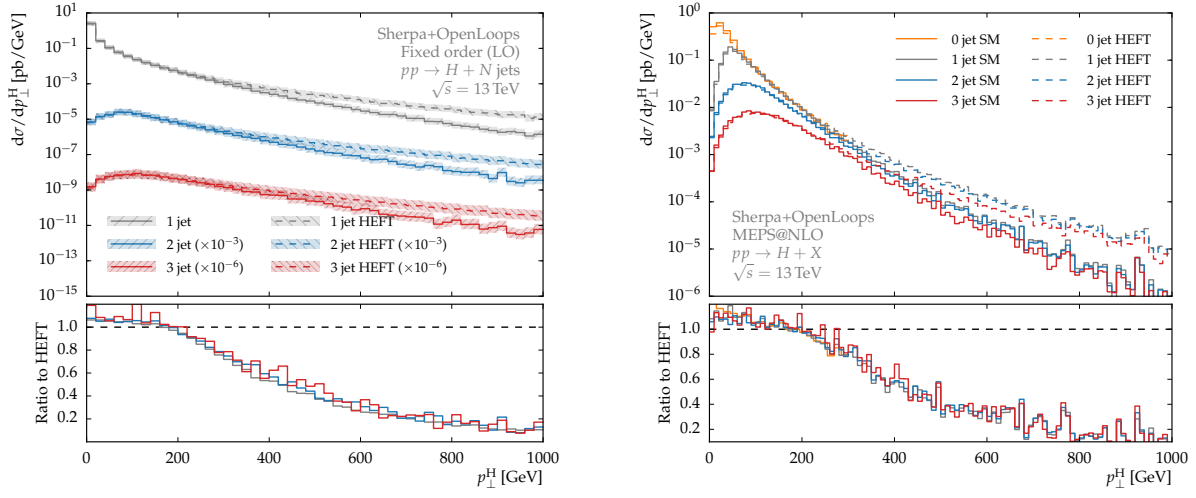 dσ/dp⊥^H [pb/GeV]
10^1
10^-1
10^-3
10^-5
10^-7
10^-9
10^-11
10^-13
10^-15
Sherpa+OpenLoops
Fixed order (LO)
pp → H + N jets
√s = 13 TeV
1 jet
1 jet HEFT
2 jet (×10^-3)
2 jet HEFT (×10^-3)
3 jet (×10^-6)
3 jet HEFT (×10^-6)
Ratio to HEFT
1.0
0.8
0.6
0.4
0.2
0
200
400
600
800
1000
p⊥^H [GeV]
dσ/dp⊥^H [pb/GeV]
10^0
10^-1
10^-2
10^-3
10^-4
10^-5
10^-6
0 jet SM
0 jet HEFT
1 jet SM
1 jet HEFT
2 jet SM
2 jet HEFT
3 jet SM
3 jet HEFT
Sherpa+OpenLoops
MEPS@NLO
pp → H + X
√s = 13 TeV
Ratio to HEFT
1.0
0.8
0.6
0.4
0.2
0
200
400
600
800
1000
p⊥^H [GeV]